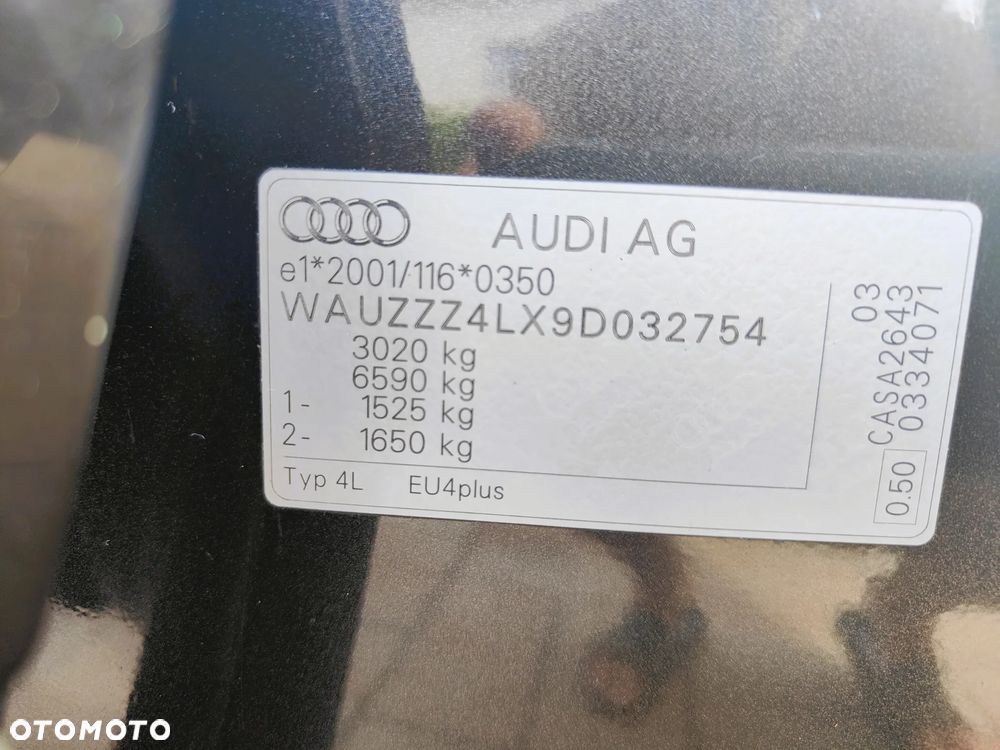 AUDI AG
e1*2001/116*0350
WAUZZZ4LX9D032754
3020 kg
6590 kg
1- 1525 kg
2- 1650 kg
Typ 4L EU4plus
03
CASA2643
0334071
0.50
OTOMOTO